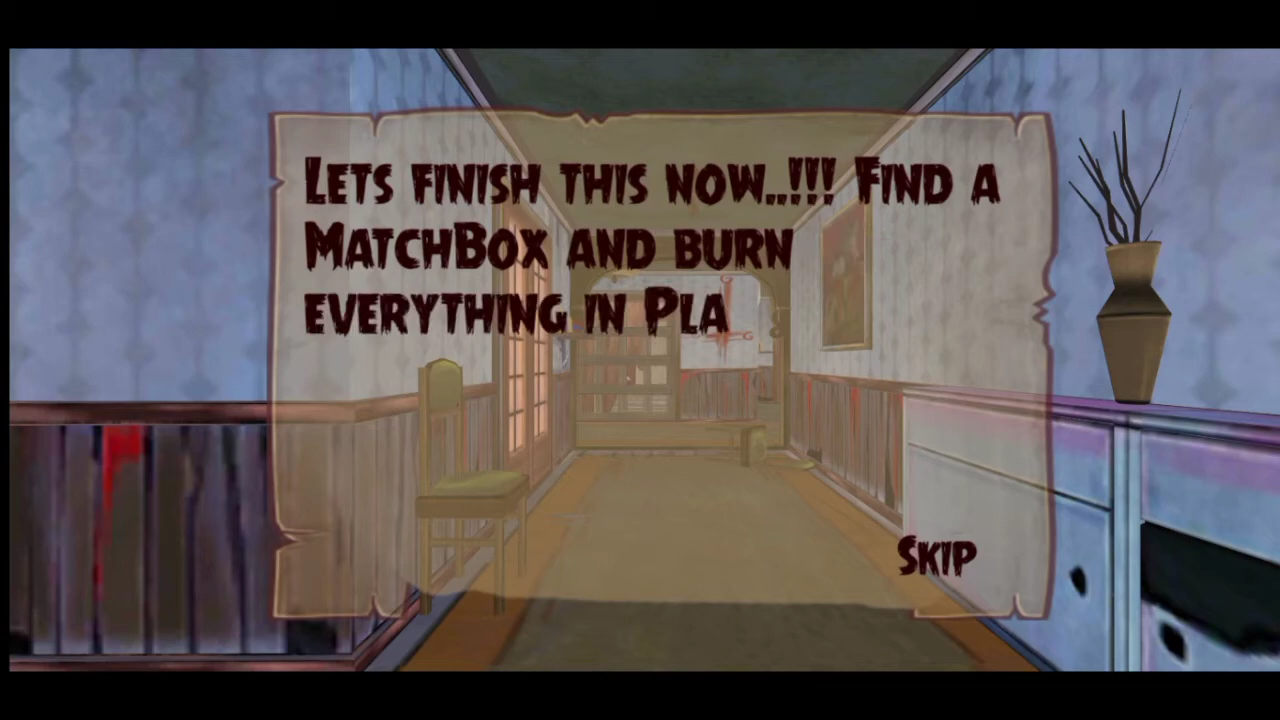 Lets finish this now..!!! Find a
MatchBox and burn
everything in Pla
Skip